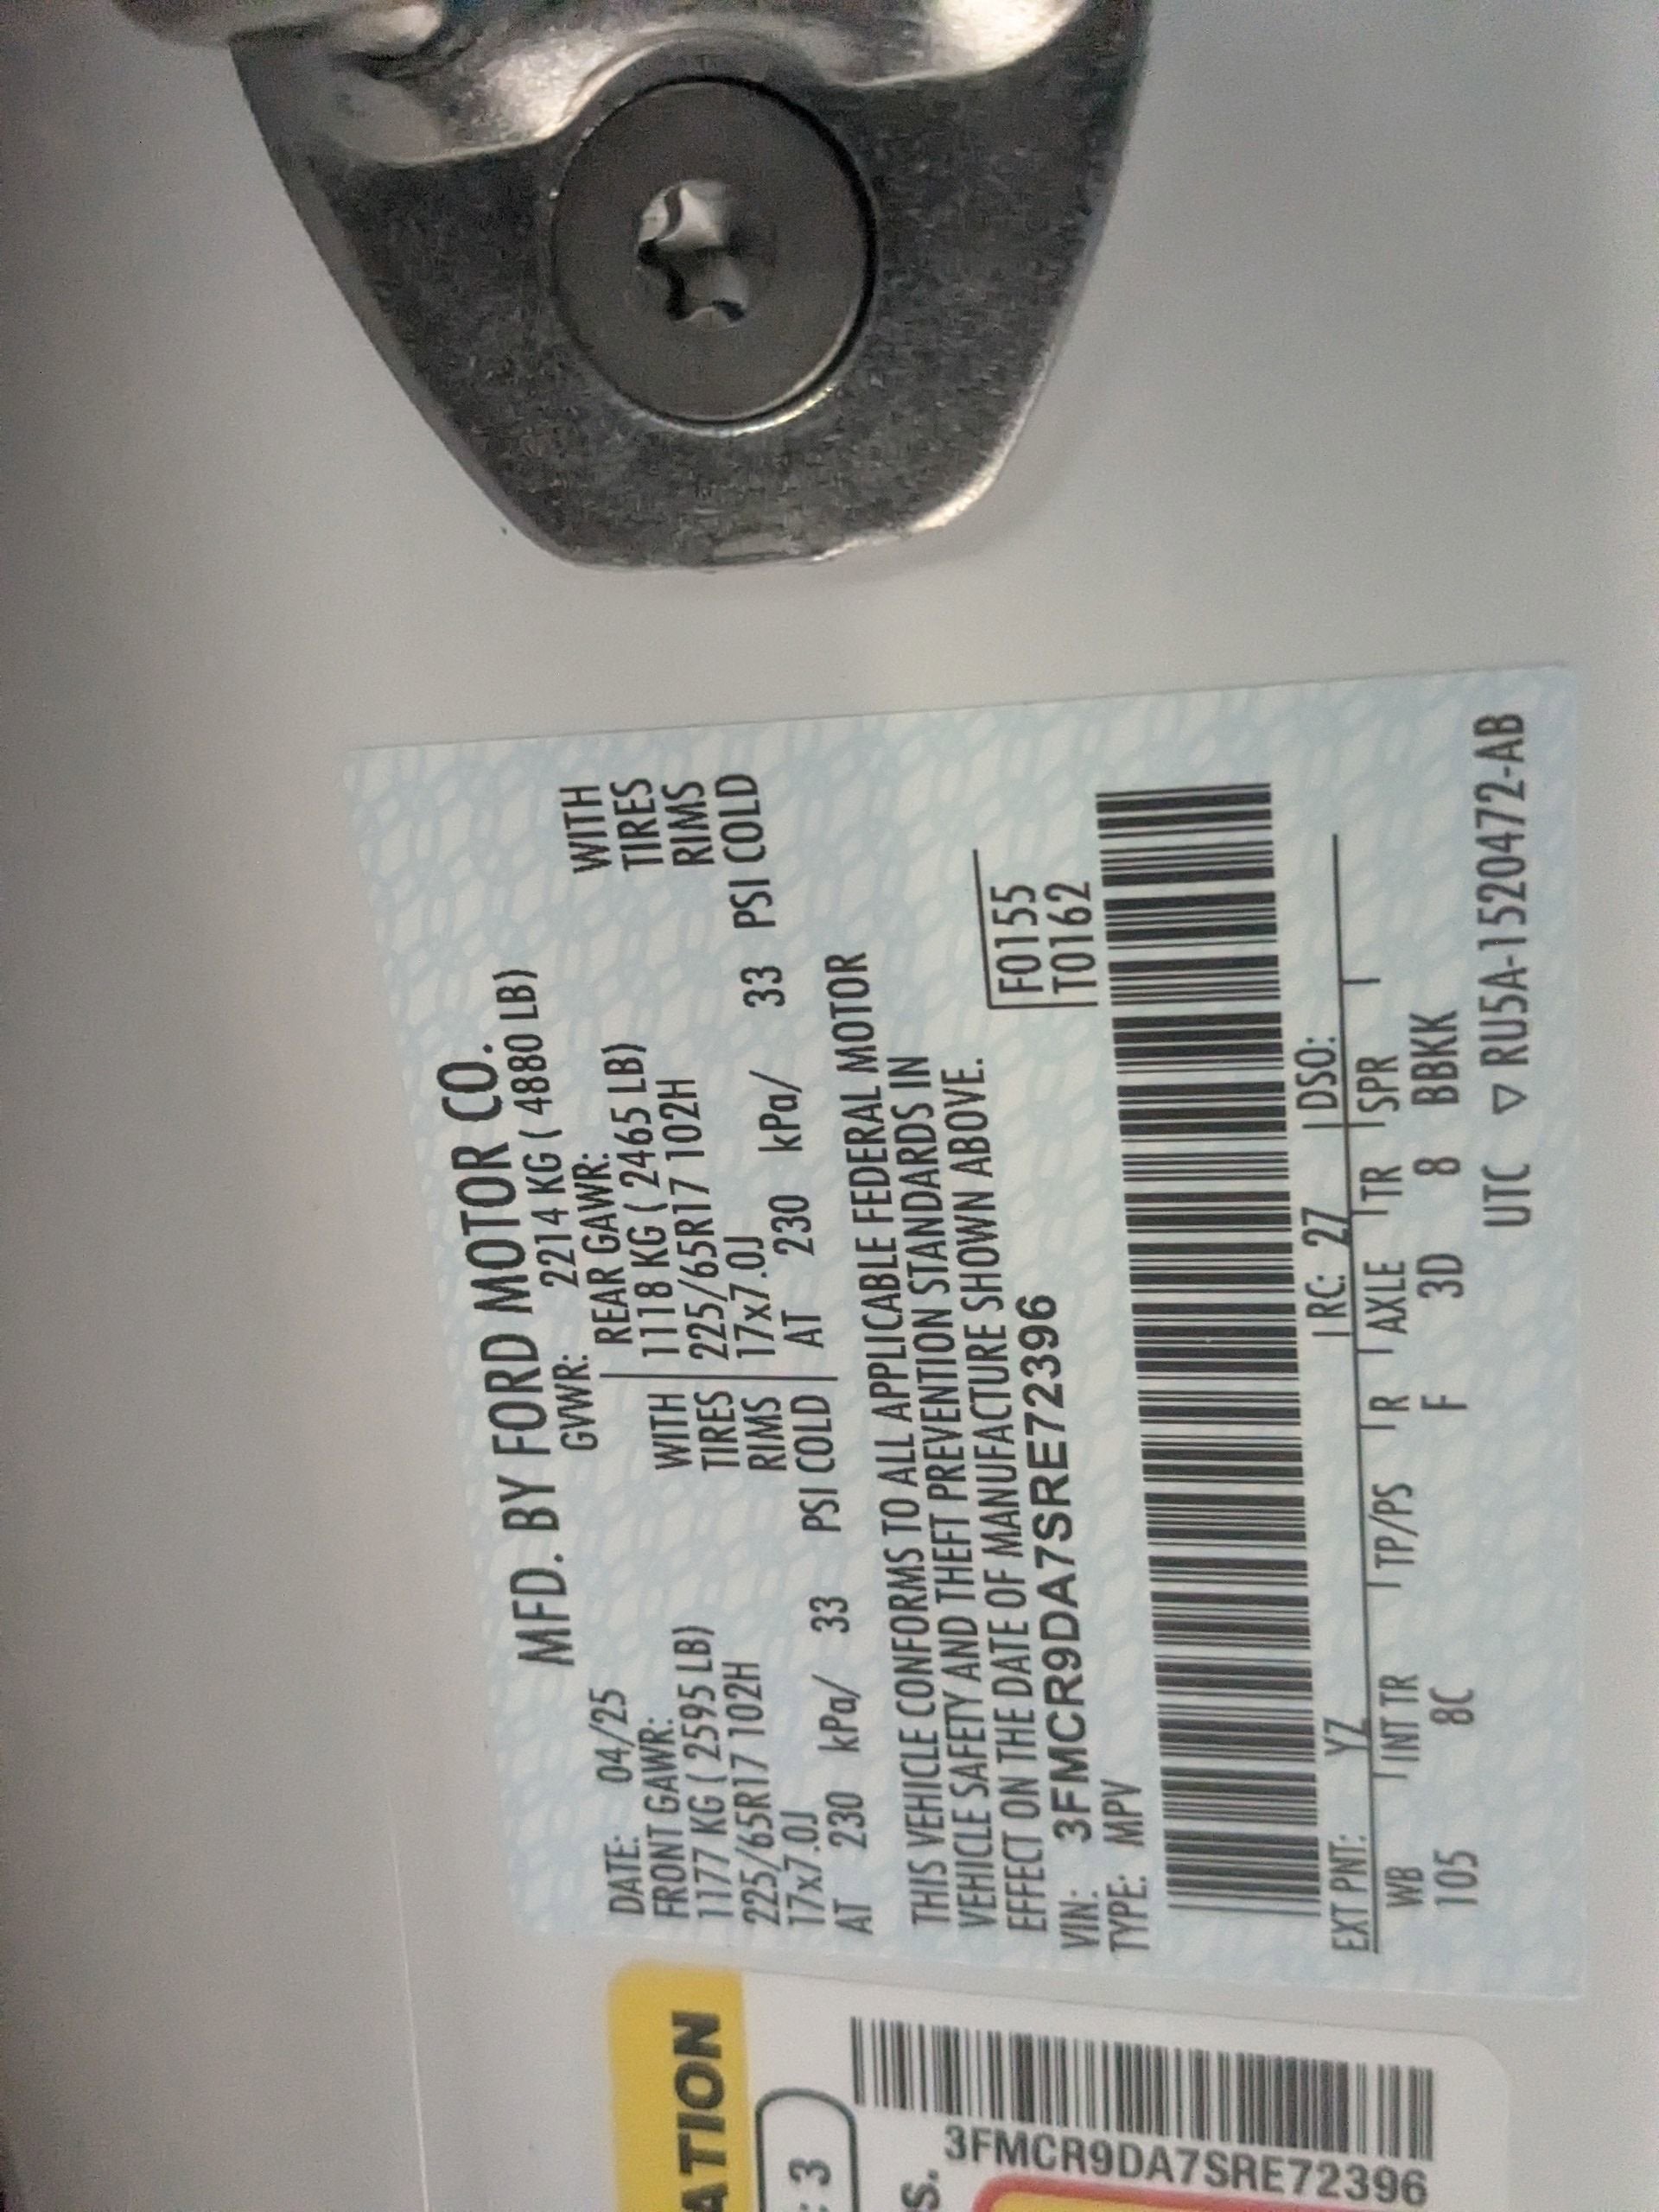 MFD. BY FORD MOTOR CO.
DATE: 04/25 GVWR: 2214 KG ( 4880 LB)
FRONT GAWR: REAR GAWR:
1177 KG ( 2595 LB) WITH 1118 KG ( 2465 LB) WITH
225/65R17 102H TIRES 225/65R17 102H TIRES
17x7.0J RIMS 17x7.0J RIMS
AT 230 kPa/ 33 PSI COLD AT 230 kPa/ 33 PSI COLD
THIS VEHICLE CONFORMS TO ALL APPLICABLE FEDERAL MOTOR
VEHICLE SAFETY AND THEFT PREVENTION STANDARDS IN
EFFECT ON THE DATE OF MANUFACTURE SHOWN ABOVE.
VIN: 3FMCR9DA7SRE72396 F0155
TYPE: MPV T0162
EXT PNT: YZ RC: 27 DSO:
WB INT TR TP/PS R AXLE TR SPR
105 8C F 3D 8 BBKK
UTC ▽ RU5A-1520472-AB
ATION
: 3
s.
3FMCR9DA7SRE72396